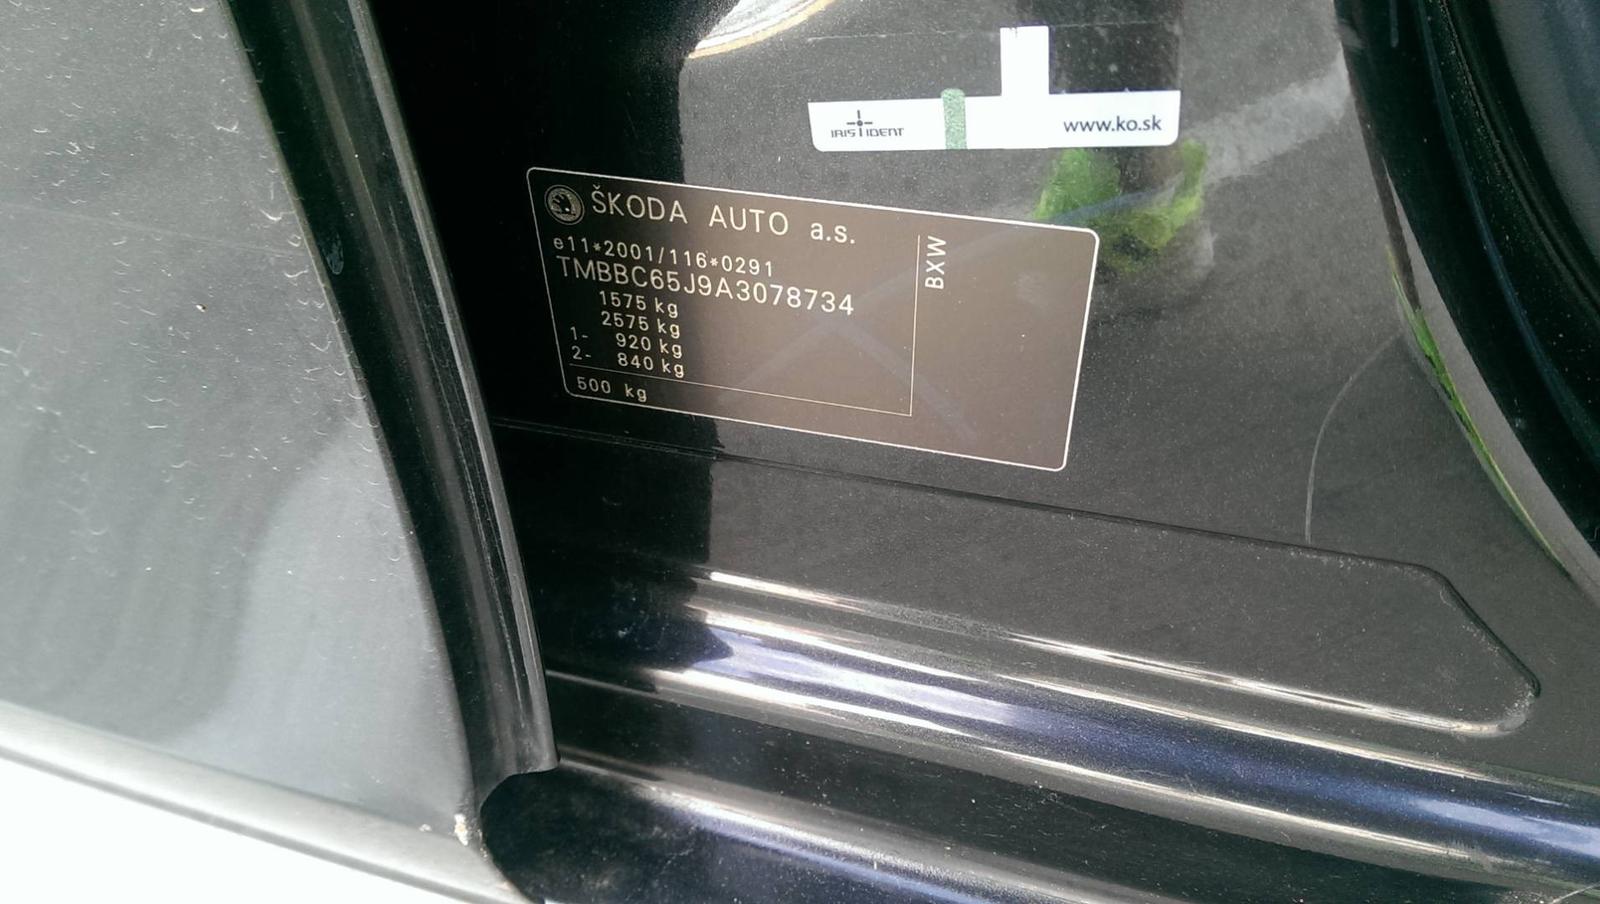 IRIS IDENT
www.ko.sk
ŠKODA AUTO a.s.
e11*2001/116*0291
TMBBC65J9A3078734
1575 kg
2575 kg
1- 920 kg
2- 840 kg
500 kg
BXW